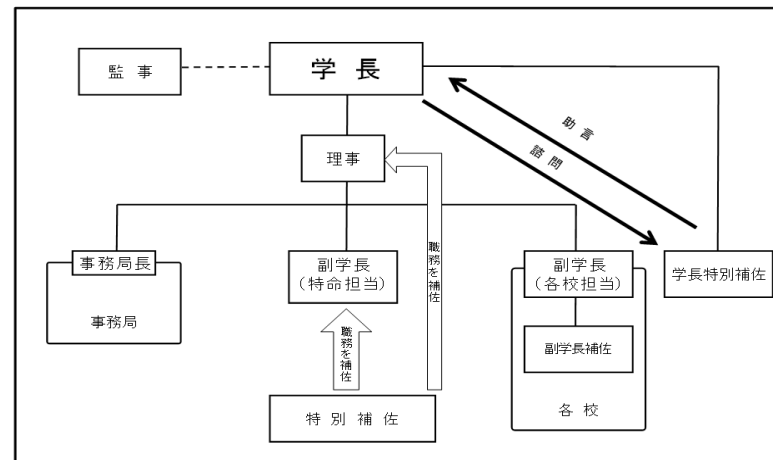 学長
監事
助言
諮問
理事
職務を補佐
事務局長
事務局
副学長
（特命担当）
副学長
（各校担当）
学長特別補佐
職務を補佐
副学長補佐
各校
特別補佐